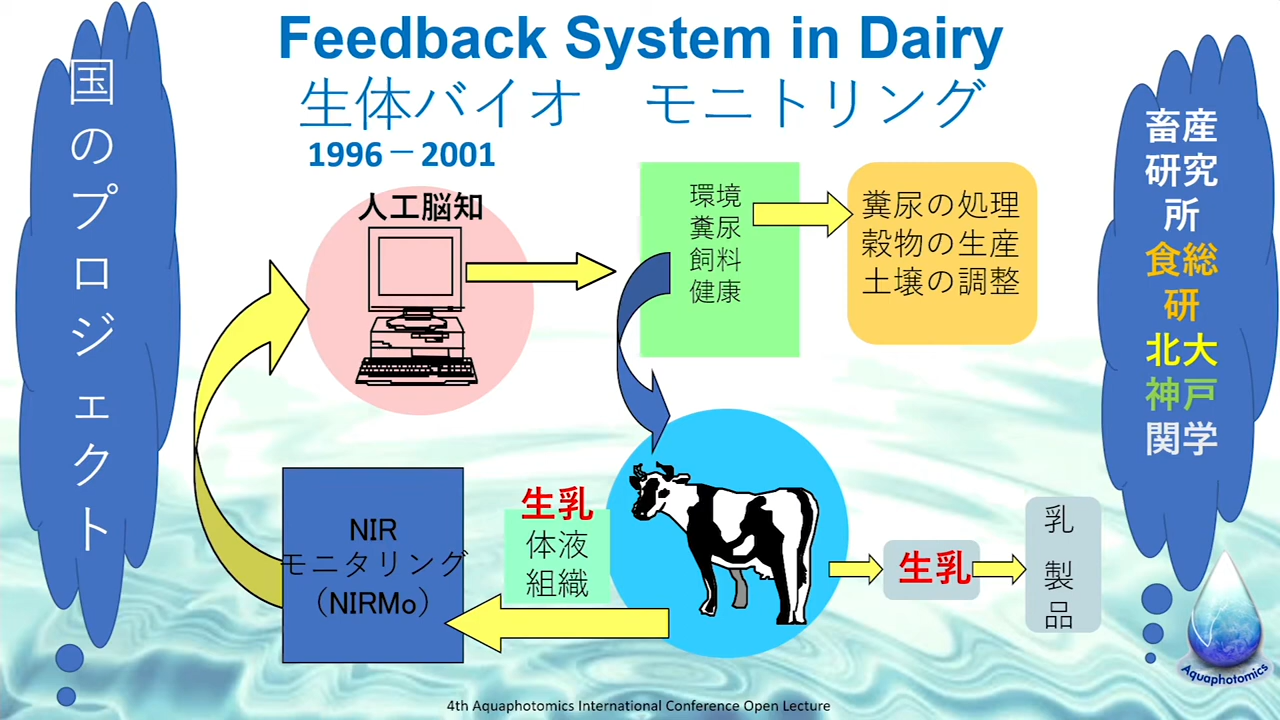 Feedback System in Dairy
生体バイオ　モニトリング
1996－2001
国のプロジェクト
人工脳知
環境
糞尿
飼料
健康
糞尿の処理
穀物の生産
土壌の調整
畜産
研究
所
食総
研
北大
神戸
関学
NIR
モニタリング
（NIRMo）
生乳
体液
組織
生乳
乳
製
品
Aquaphotomics
4th Aquaphotomics International Conference Open Lecture